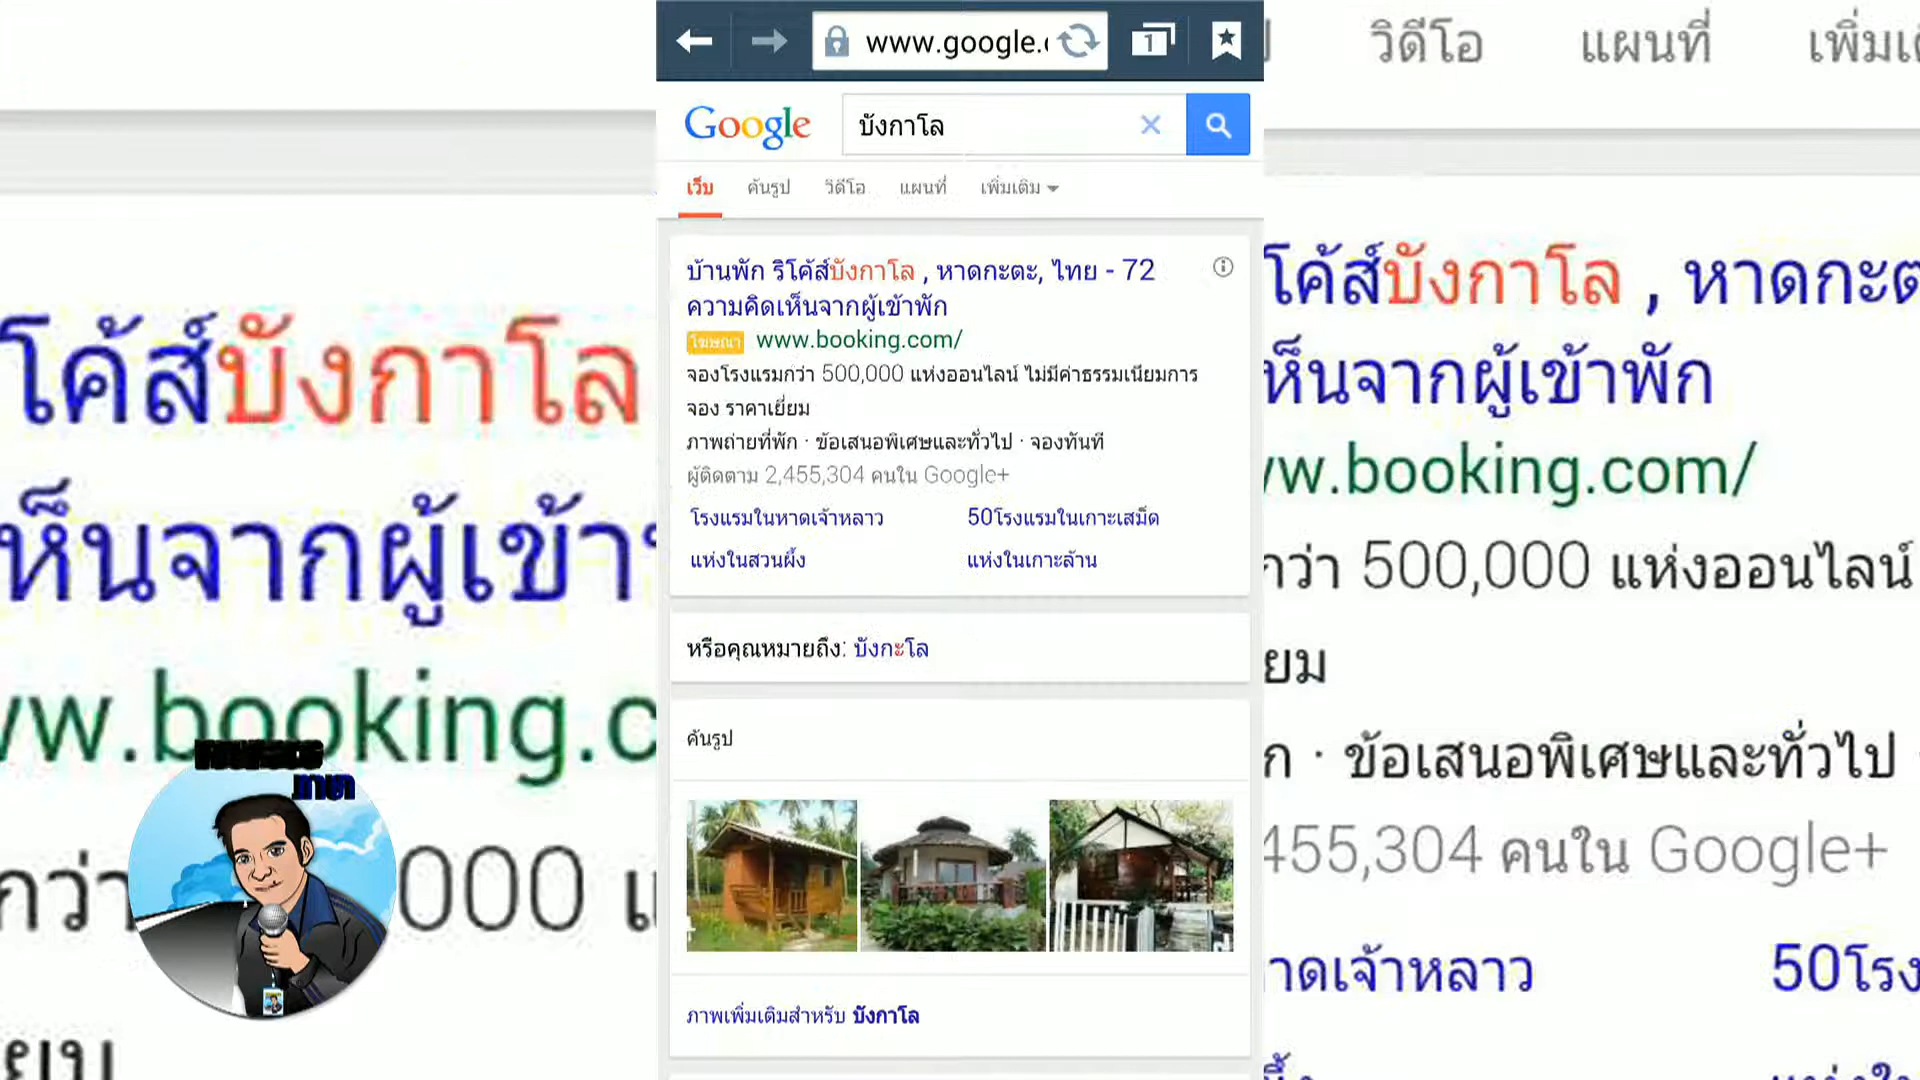 www.google.c
1
Google
บังกาโล
เว็บ ค้นรูป วิดีโอ แผนที่ เพิ่มเติม
บ้านพัก ริโค้ส์บังกาโล , หาดกะตะ, ไทย - 72
ความคิดเห็นจากผู้เข้าพัก
โฆษณา www.booking.com/
จองโรงแรมกว่า 500,000 แห่งออนไลน์ ไม่มีค่าธรรมเนียมการ
จอง ราคาเยี่ยม
ภาพถ่ายที่พัก · ข้อเสนอพิเศษและทั่วไป · จองทันที
ผู้ติดตาม 2,455,304 คนใน Google+
โรงแรมในหาดเจ้าหลาว 50โรงแรมในเกาะเสม็ด
แห่งในสวนผึ้ง แห่งในเกาะล้าน
หรือคุณหมายถึง: บังกะโล
ค้นรูป
ภาพเพิ่มเติมสำหรับ บังกาโล
โค้ส์บังกาโล
ห็นจากผู้เข้า
ww.booking.c
กว่า 000
ยม
วิดีโอ แผนที่ เพิ่มเ
โค้ส์บังกาโล , หาดกะต
ห็นจากผู้เข้าพัก
ww.booking.com/
กว่า 500,000 แห่งออนไลน์
ยม
ก · ข้อเสนอพิเศษและทั่วไป
455,304 คนใน Google+
าดเจ้าหลาว 50โรง